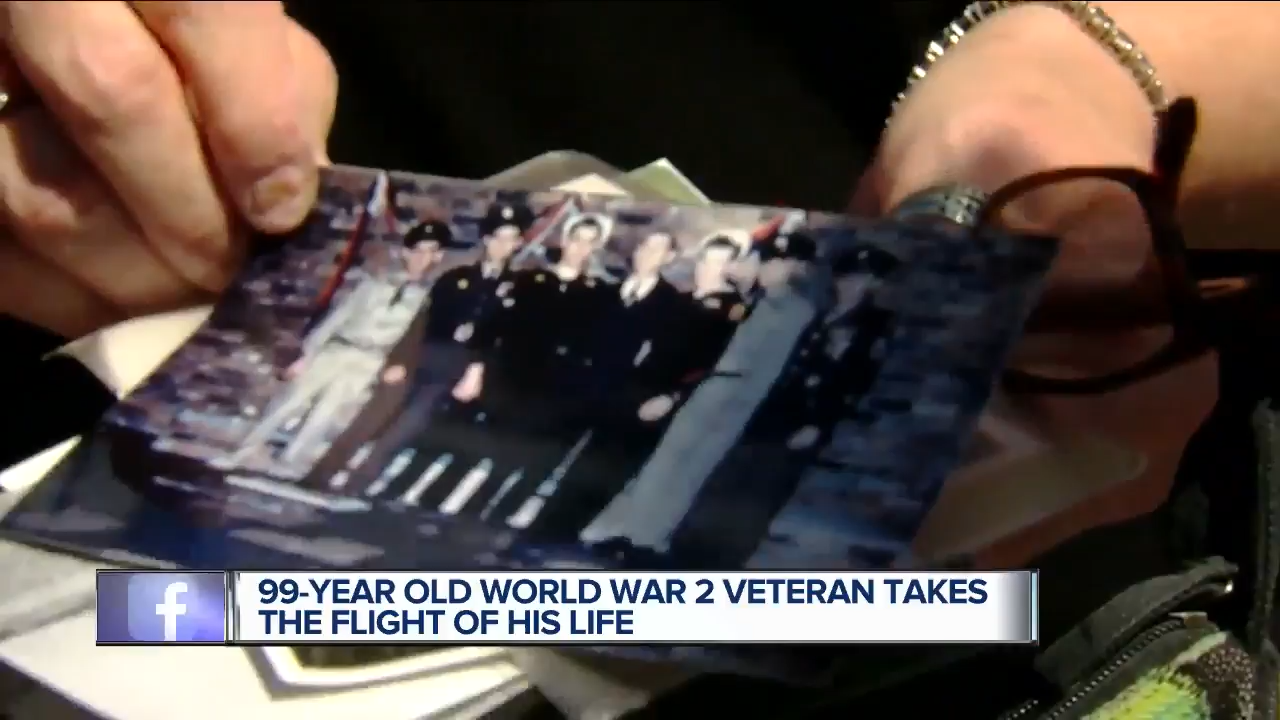 99-YEAR OLD WORLD WAR 2 VETERAN TAKES
THE FLIGHT OF HIS LIFE